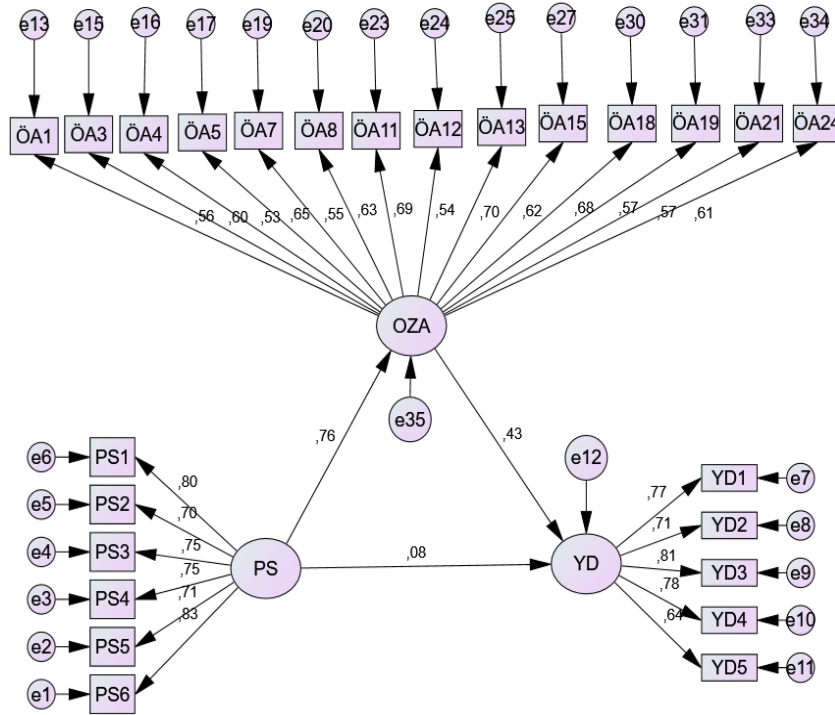 e13 e15 e16 e17 e19 e20 e23 e24 e25 e27 e30 e31 e33 e34
ÖA1 ÖA3 ÖA4 ÖA5 ÖA7 ÖA8 ÖA11 ÖA12 ÖA13 ÖA15 ÖA18 ÖA19 ÖA21 ÖA24
,56 ,60 ,53 ,65 ,55 ,63 ,69 ,54 ,70 ,62 ,68 ,57 ,57 ,61
OZA
e35
,76 ,43
e12
e6 PS1 ,80
e5 PS2 ,70
e4 PS3 ,75
e3 PS4 ,75
e2 PS5 ,71
e1 PS6 ,83
PS ,08 YD
,77 YD1 e7
,71 YD2 e8
,81 YD3 e9
,78 YD4 e10
,64 YD5 e11